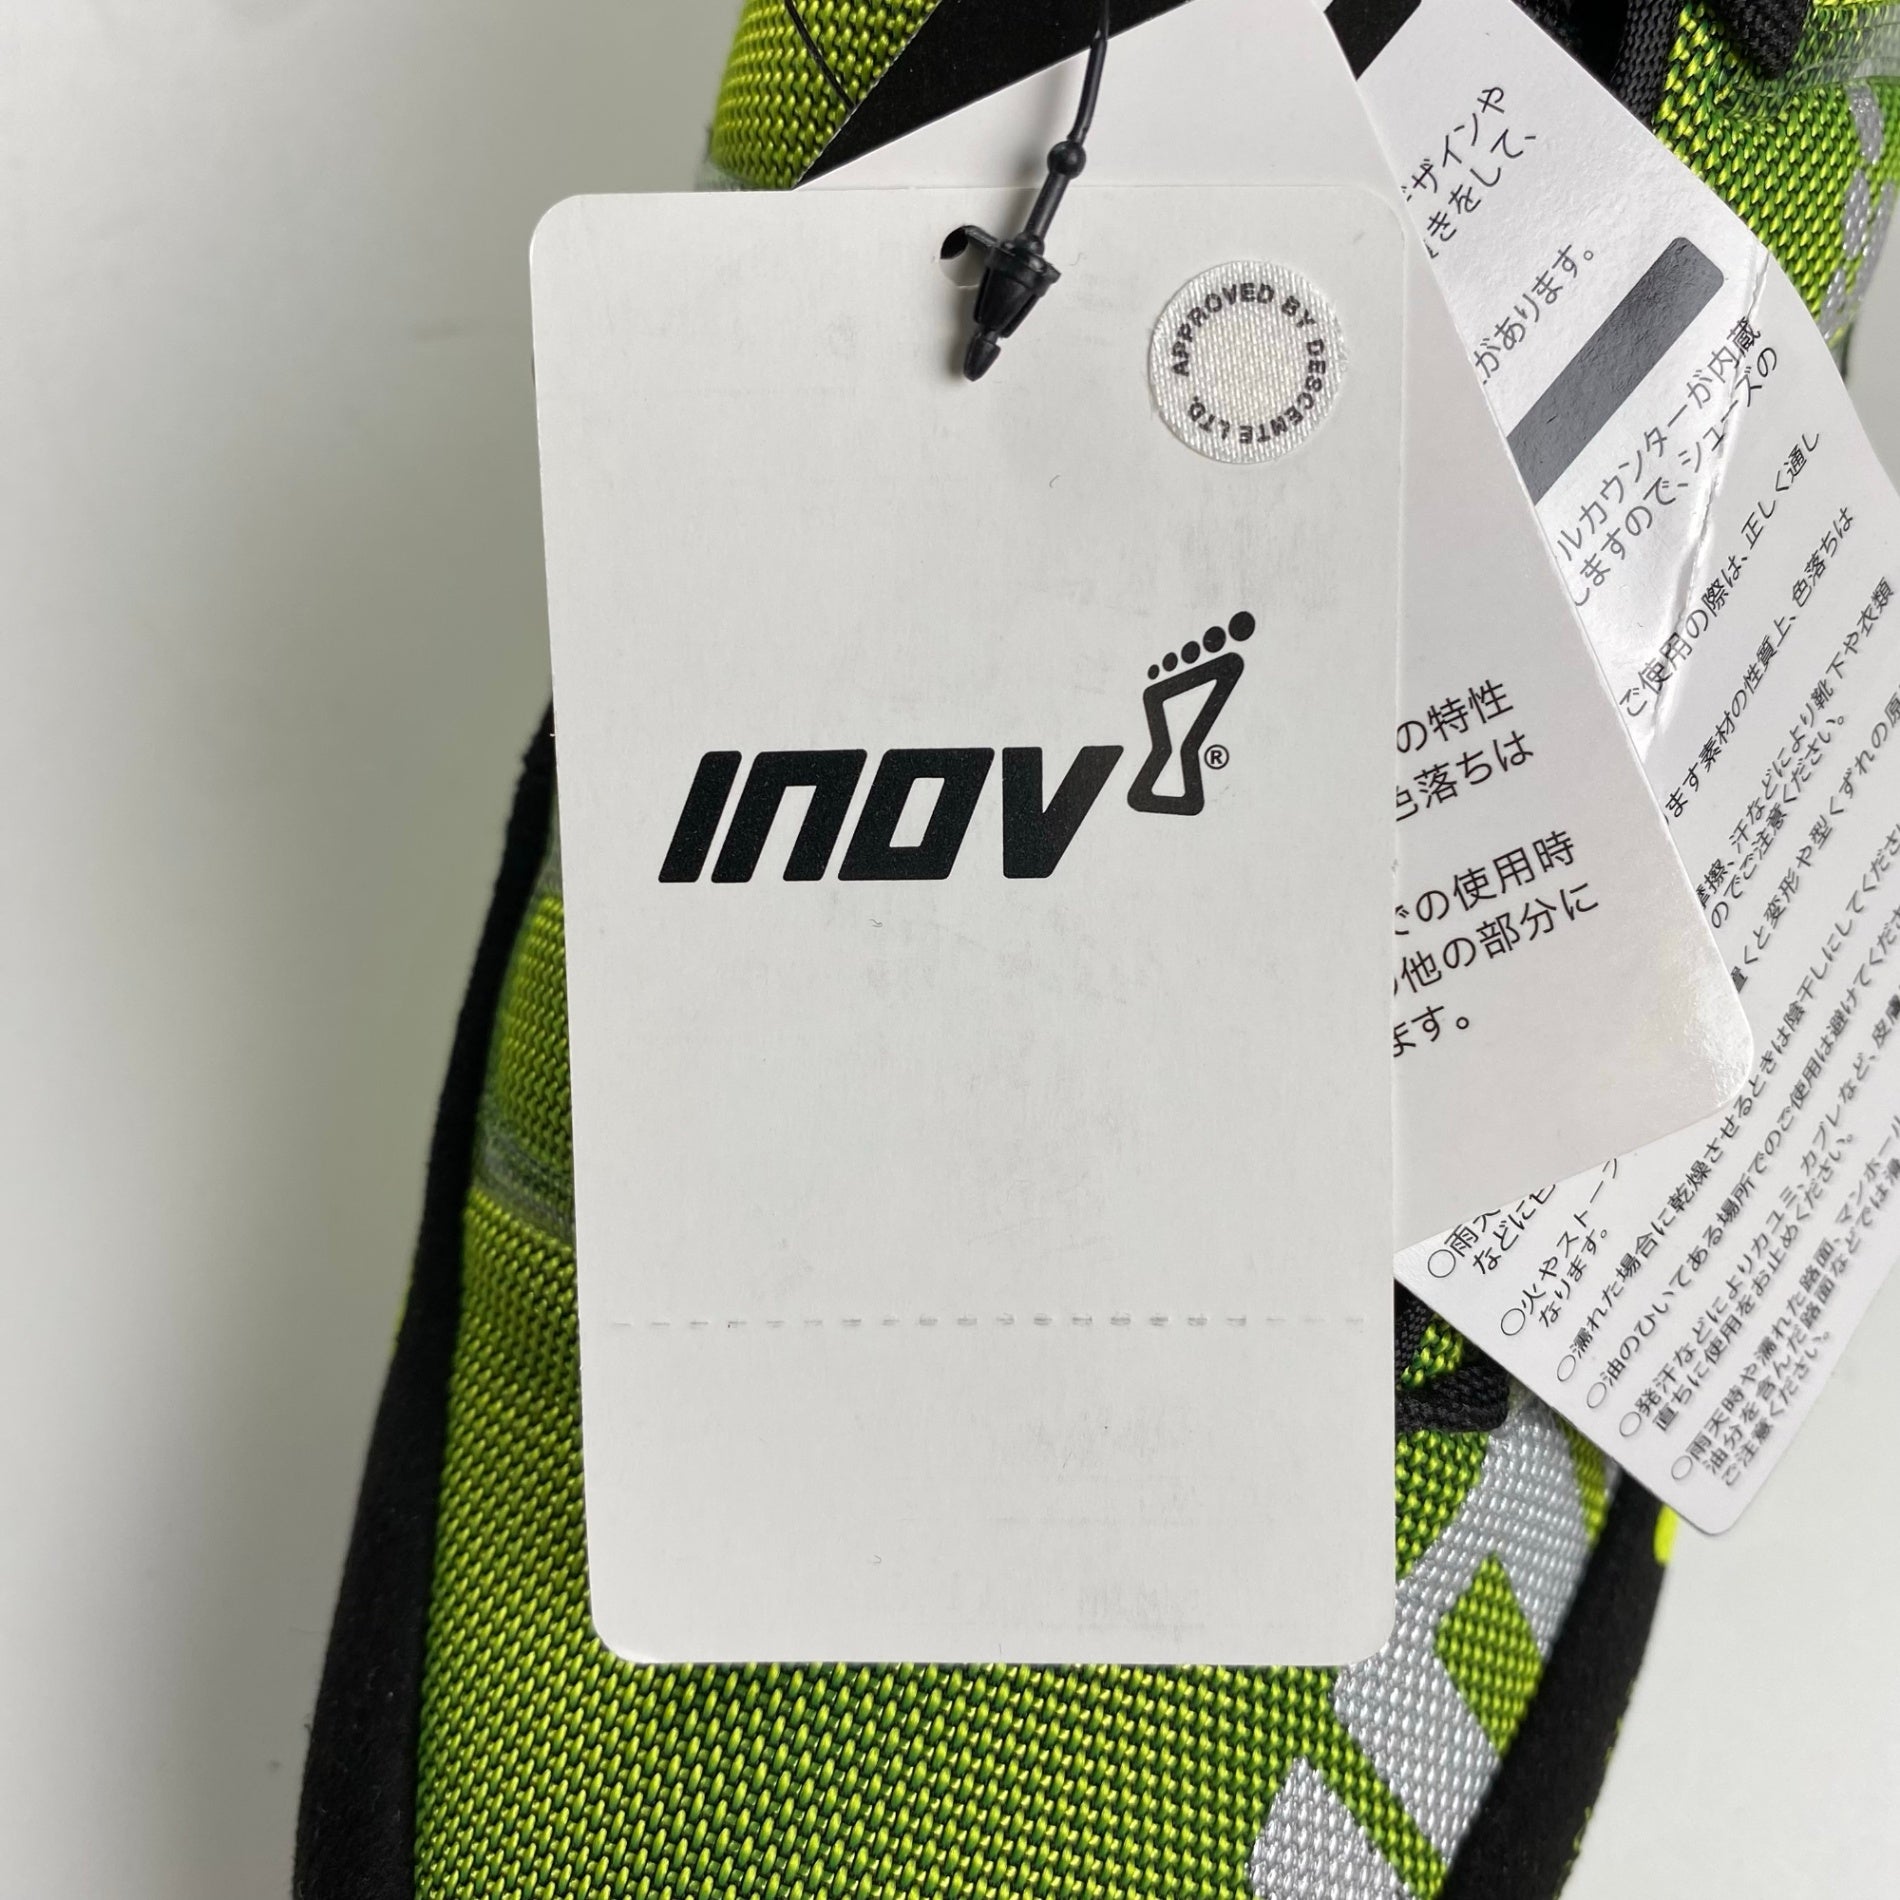 APPROVED BY DESCENTE LTD.
INOV
®
ザインや
きをして、
があります。
ルカウンターが内蔵
しますので、シューズの
ご使用の際は、正しく通し
ます素材の性質上、色落ちは
摩擦、汗などにより靴下や衣類
のでご注意ください。
くと変形や型くずれの原
の特性
色落ちは
での使用時
の他の部分に
ます。
○雨天
などに
○火やストー
なります。
○濡れた場合に乾燥させるときは陰干しにしてくださ
○油のひいてある場所でのご使用は避けてくださ
○発汗などによりカユミ、カブレなど、皮膚
直ちに使用をお止めください。
○雨天時や濡れた路面、マンホール
油分を含んだ路面などでは滑
ご注意ください。